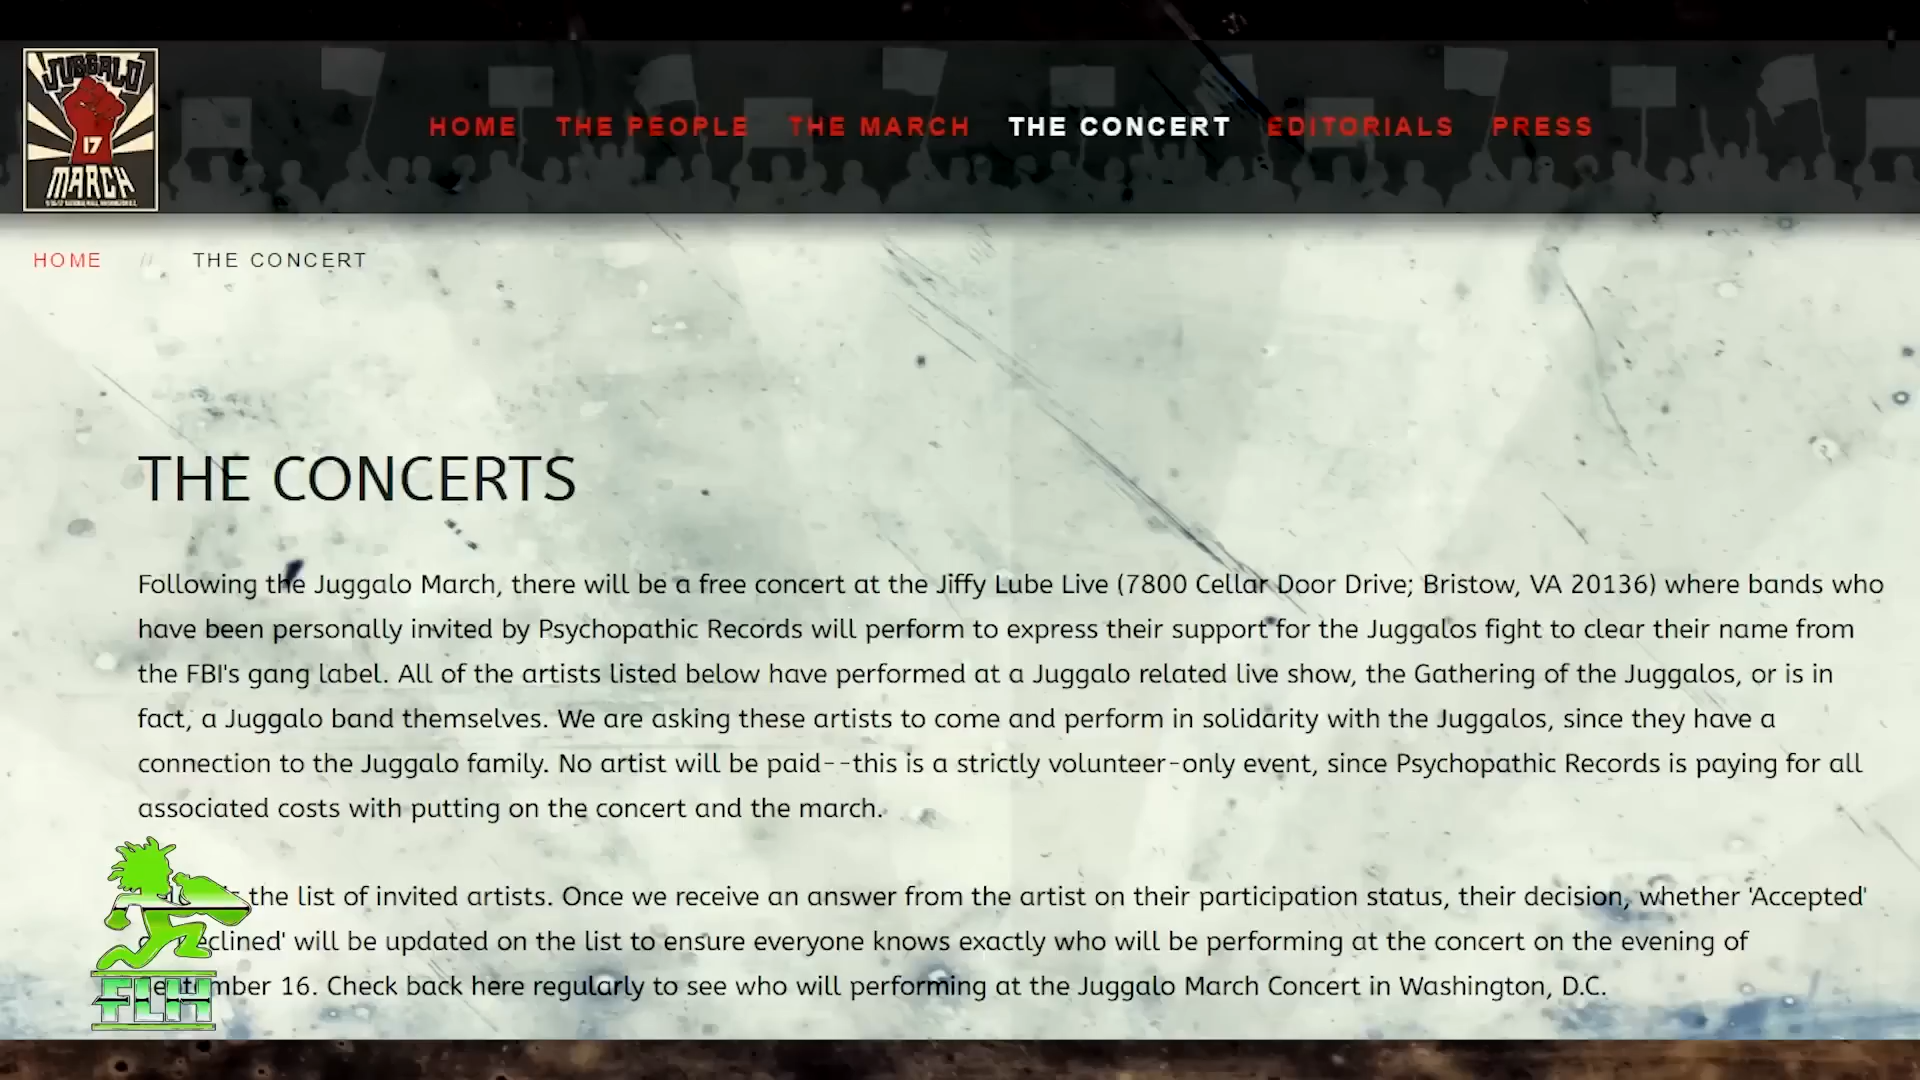 JUGGALO
17
MARCH
HOME THE PEOPLE THE MARCH THE CONCERT EDITORIALS PRESS
HOME // THE CONCERT
THE CONCERTS
Following the Juggalo March, there will be a free concert at the Jiffy Lube Live (7800 Cellar Door Drive; Bristow, VA 20136) where bands who
have been personally invited by Psychopathic Records will perform to express their support for the Juggalos fight to clear their name from
the FBI's gang label. All of the artists listed below have performed at a Juggalo related live show, the Gathering of the Juggalos, or is in
fact, a Juggalo band themselves. We are asking these artists to come and perform in solidarity with the Juggalos, since they have a
connection to the Juggalo family. No artist will be paid--this is a strictly volunteer-only event, since Psychopathic Records is paying for all
associated costs with putting on the concert and the march.
the list of invited artists. Once we receive an answer from the artist on their participation status, their decision, whether 'Accepted'
clined' will be updated on the list to ensure everyone knows exactly who will be performing at the concert on the evening of
mber 16. Check back here regularly to see who will performing at the Juggalo March Concert in Washington, D.C.
FLH